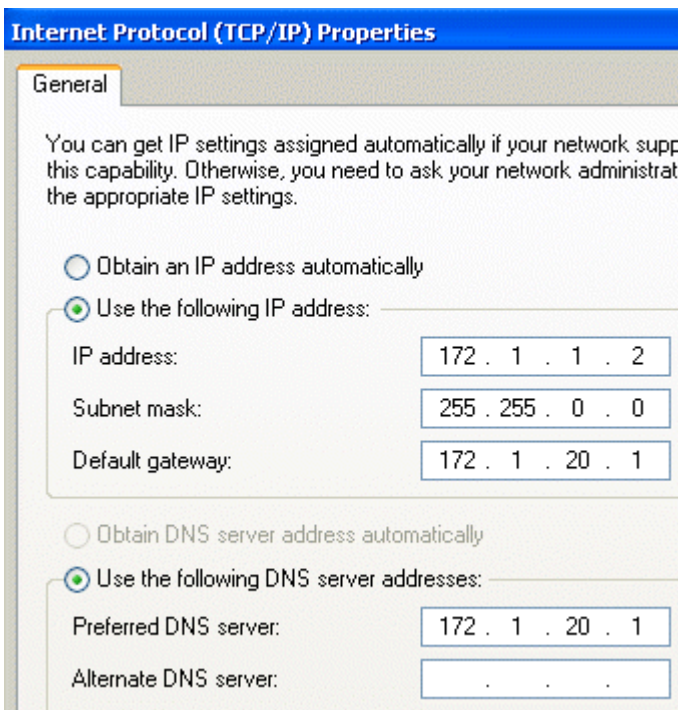 Internet Protocol (TCP/IP) Properties
General
You can get IP settings assigned automatically if your network supp
this capability. Otherwise, you need to ask your network administrat
the appropriate IP settings.
Obtain an IP address automatically
Use the following IP address:
IP address: 172 . 1 . 1 . 2
Subnet mask: 255 . 255 . 0 . 0
Default gateway: 172 . 1 . 20 . 1
Obtain DNS server address automatically
Use the following DNS server addresses:
Preferred DNS server: 172 . 1 . 20 . 1
Alternate DNS server: . . .